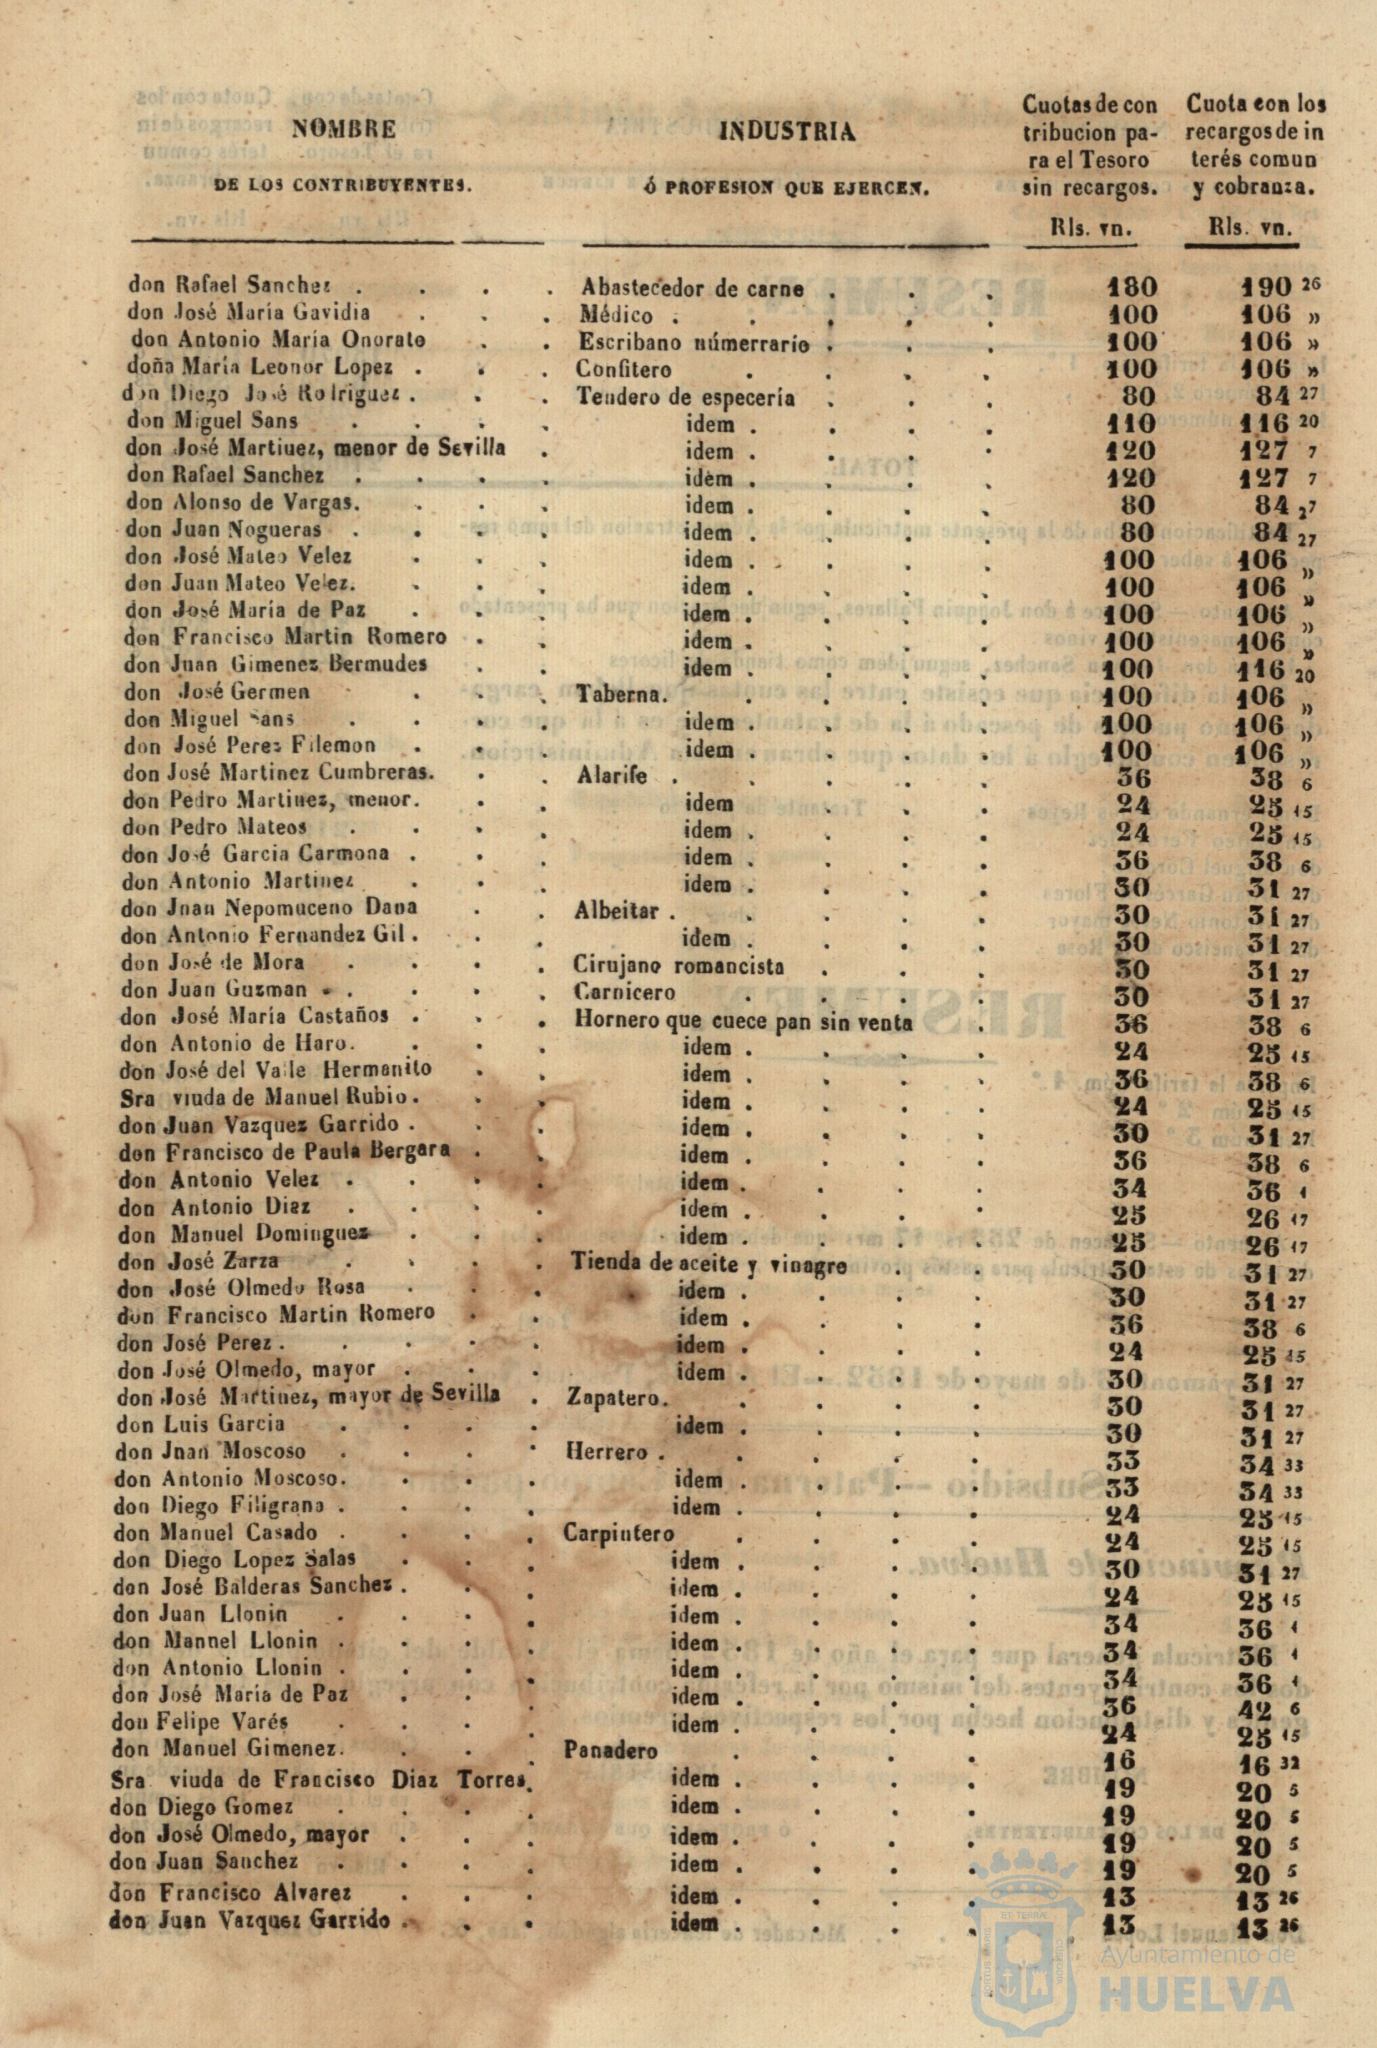 NOMBRE
DE LOS CONTRIBUYENTES.
INDUSTRIA
Ó PROFESION QUE EJERCEN.
Cuotas de con
tribucion pa-
ra el Tesoro
sin recargos.
Rls. vn.
Cuota con los
recargos de in
terés comun
y cobranza.
Rls. vn.
don Rafael Sanchez . . . . Abastecedor de carne . . . 180 190 26
don José María Gavidia . . . Médico . . . . 100 106 »
don Antonio María Onorato . . Escribano númerrario . . . 100 106 »
doña María Leonor Lopez . . . Confitero . . . . 100 106 »
don Diego José Rodriguez . . . Tendero de especería . . . 80 84 27
don Miguel Sans . . . . idem . . . . 110 116 20
don José Martiuez, menor de Sevilla . idem . . . . 120 127 7
don Rafael Sanchez . . . . idem . . . . 120 127 7
don Alonso de Vargas. . . . idem . . . . 80 84 27
don Juan Nogueras . . . . idem . . . . 80 84 27
don José Mateo Velez . . . idem . . . . 100 106 »
don Juan Mateo Velez. . . . idem . . . . 100 106 »
don José María de Paz . . . idem . . . . 100 106 »
don Francisco Martin Romero . . idem . . . . 100 106 »
don Juan Gimenez Bermudes . . idem . . . . 100 116 20
don José Germen . . . Taberna. . . . . 100 106 »
don Miguel Sans . . . . idem . . . . 100 106 »
don José Perez Filemon . . . idem . . . . 100 106 »
don José Martinez Cumbreras. . . Alarife . . . . 36 38 6
don Pedro Martinez, menor. . . idem . . . 24 25 15
don Pedro Mateos . . . . idem . . . . 24 25 15
don José Garcia Carmona . . . idem . . . . 36 38 6
don Antonio Martinez . . . idem . . . . 30 31 27
don Jnan Nepomuceno Dana . . Albeitar . . . . 30 31 27
don Antonio Fernandez Gil . . . idem . . . . 30 31 27
don José de Mora . . . . Cirujano romancista . . . 30 31 27
don Juan Guzman . . . . Carnicero . . . . 30 31 27
don José María Castaños . . . Hornero que cuece pan sin venta . 36 38 6
don Antonio de Haro. . . . idem . . . . 24 25 15
don José del Valle Hermanito . . idem . . . . 36 38 6
Sra viuda de Manuel Rubio . . . idem . . . . 24 25 15
don Juan Vazquez Garrido . . . idem . . . . 30 31 27
don Francisco de Paula Bergara . . idem . . . . 36 38 6
don Antonio Velez . . . . idem . . . . 34 36 1
don Antonio Diaz . . . . idem . . . . 25 26 17
don Manuel Dominguez . . . idem . . . . 25 26 17
don José Zarza . . . . Tienda de aceite y vinagre . . 30 31 27
don José Olmedo Rosa . . . idem . . . . 30 31 27
don Francisco Martin Romero . . idem . . . . 36 38 6
don José Perez . . . . idem . . . . 24 25 15
don José Olmedo, mayor . . . idem . . . . 30 31 27
don José Martinez, mayor de Sevilla . Zapatero. . . . . 30 31 27
don Luis Garcia . . . . idem . . . . 30 31 27
don Jnan Moscoso . . . . Herrero . . . . 33 34 33
don Antonio Moscoso. . . . idem . . . . 33 34 33
don Diego Filigrana . . . . idem . . . . 24 25 15
don Manuel Casado . . . . Carpintero . . . . 24 25 15
don Diego Lopez Salas . . . idem . . . . 30 31 27
don José Balderas Sanchez . . . idem . . . . 24 25 15
don Juan Llonin . . . . idem . . . . 34 36 1
don Mannel Llonin . . . . idem . . . . 34 36 1
don Antonio Llonin . . . . idem . . . . 34 36 1
don José María de Paz . . . idem . . . . 36 42 6
don Felipe Varés . . . . idem . . . . 24 25 15
don Manuel Gimenez. . . . Panadero . . . . 16 16 32
Sra viuda de Francisco Diaz Torres. idem . . . . 19 20 5
don Diego Gomez . . . . idem . . . . 19 20 5
don José Olmedo, mayor . . . idem . . . . 19 20 5
don Juan Sanchez . . . . idem . . . . 19 20 5
don Francisco Alvarez . . . idem . . . . 13 13 26
don Juan Vazquez Garrido . . . idem . . . . 13 13 26
Ayuntamiento de
HUELVA